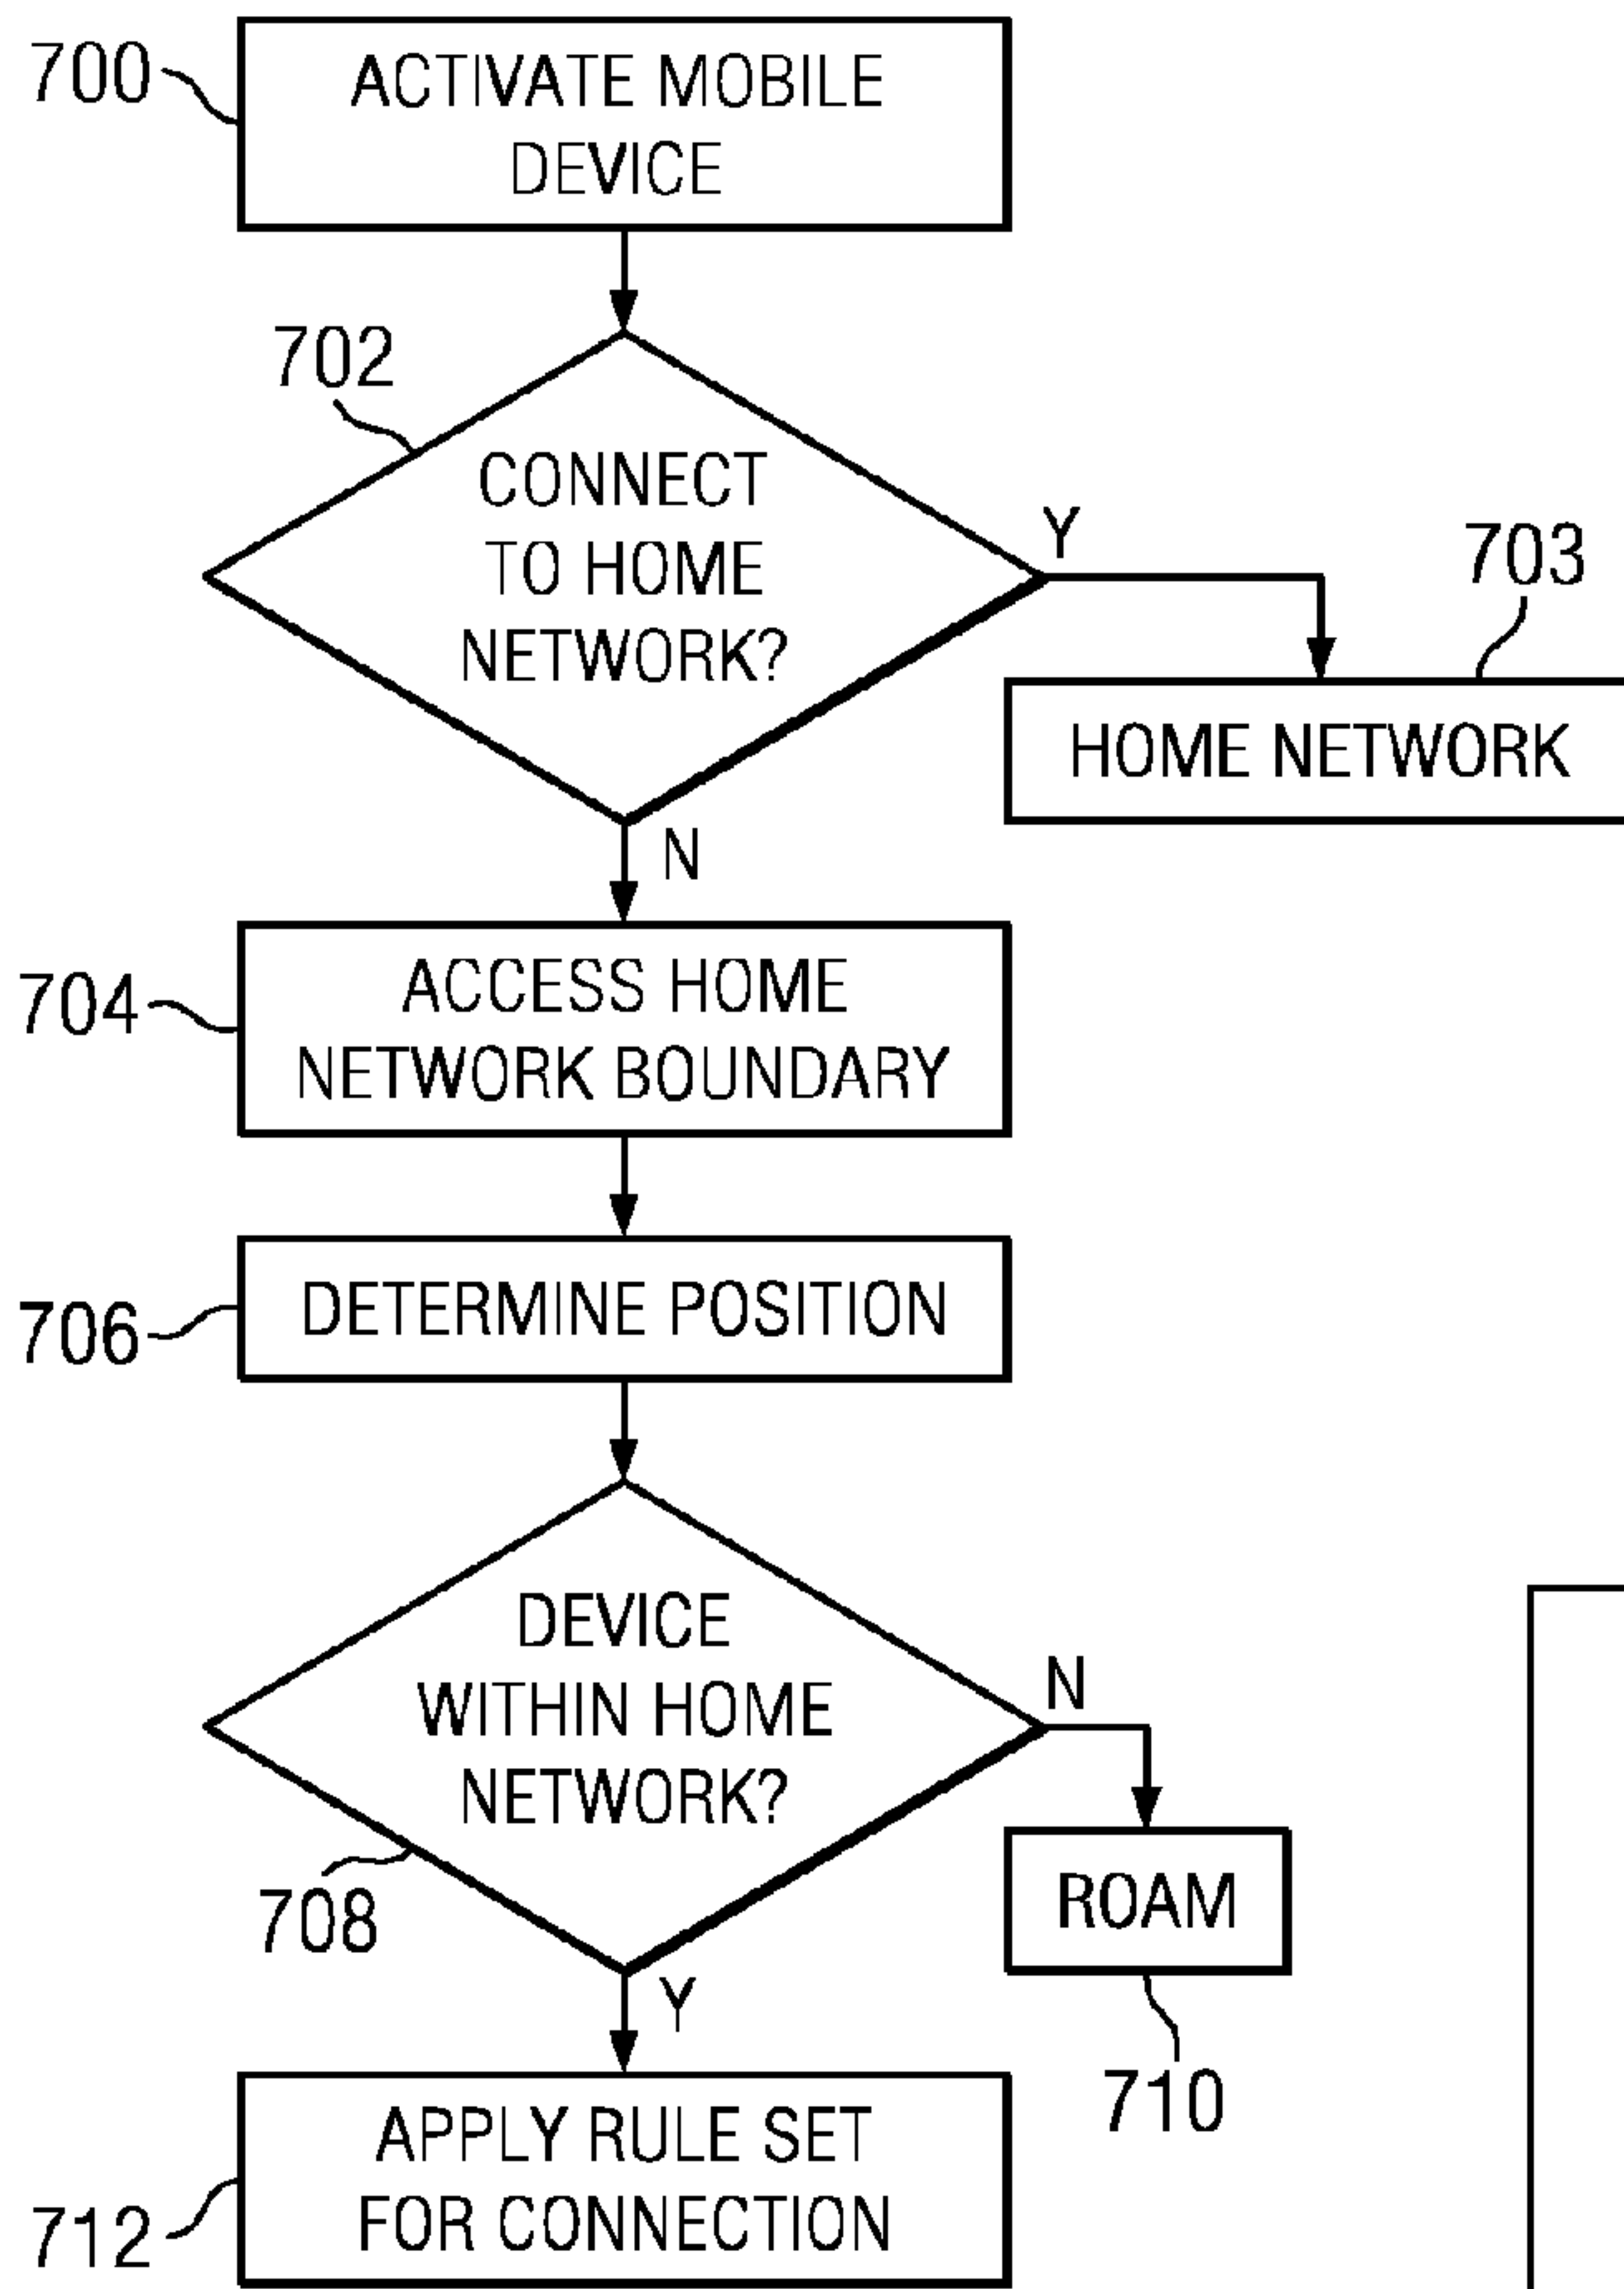 700
ACTIVATE MOBILE
DEVICE
702
CONNECT
TO HOME
NETWORK?
Y
703
HOME NETWORK
N
704
ACCESS HOME
NETWORK BOUNDARY
706
DETERMINE POSITION
DEVICE
WITHIN HOME
NETWORK?
N
708
ROAM
Y
710
712
APPLY RULE SET
FOR CONNECTION